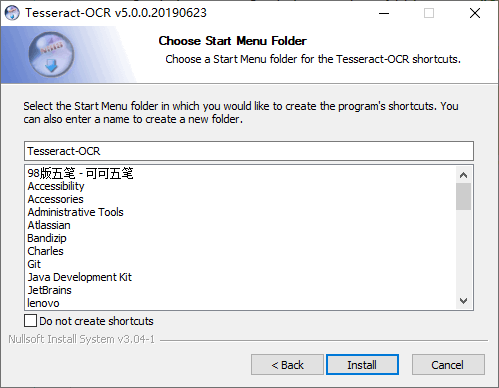 Tesseract-OCR v5.0.0.20190623
Choose Start Menu Folder
Choose a Start Menu folder for the Tesseract-OCR shortcuts.
Select the Start Menu folder in which you would like to create the program's shortcuts. You
can also enter a name to create a new folder.
Tesseract-OCR
98版五笔 - 可可五笔
Accessibility
Accessories
Administrative Tools
Atlassian
Bandizip
Charles
Git
Java Development Kit
JetBrains
lenovo
Do not create shortcuts
Nullsoft Install System v3.04-1
< Back
Install
Cancel